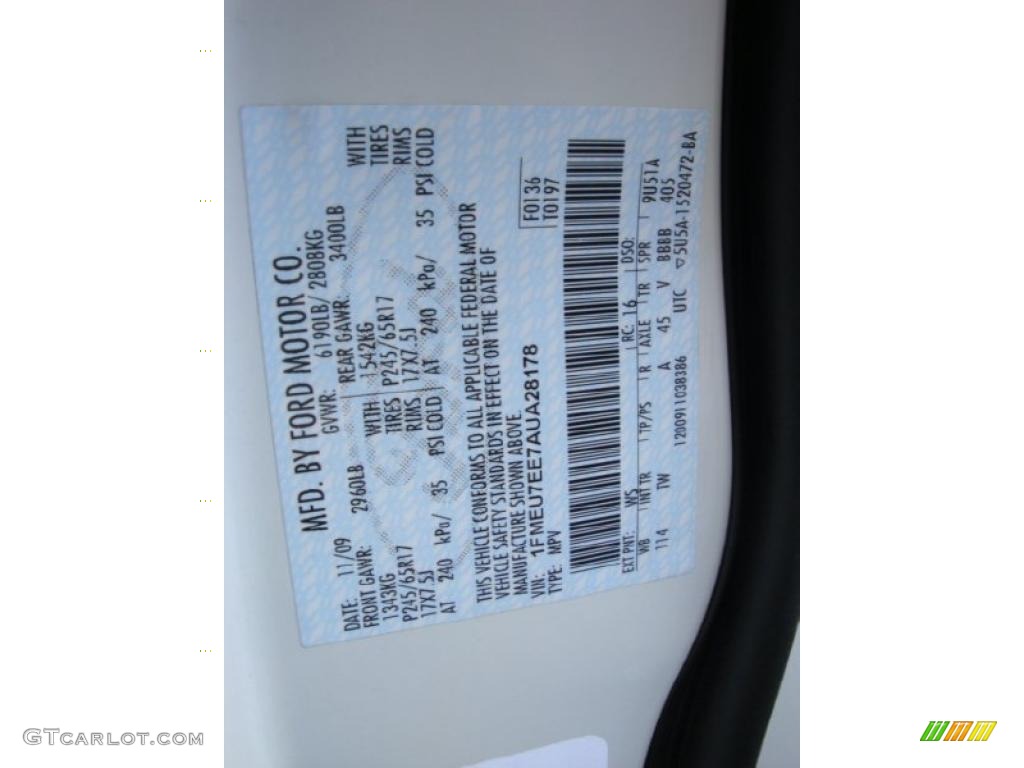 MFD. BY FORD MOTOR CO.
DATE: 11/09 GVWR: 6190LB/ 2808KG
FRONT GAWR: 2960LB REAR GAWR: 3400LB
1343KG WITH 1542KG WITH
P245/65R17 TIRES P245/65R17 TIRES
17X7.5J RIMS 17X7.5J RIMS
AT 240 kPa/ 35 PSI COLD AT 240 kPa/ 35 PSI COLD
THIS VEHICLE CONFORMS TO ALL APPLICABLE FEDERAL MOTOR
VEHICLE SAFETY STANDARDS IN EFFECT ON THE DATE OF
MANUFACTURE SHOWN ABOVE.
VIN: 1FMEU7EE7AUA28178 F0136
TYPE: MPV T0197
EXT PNT: WS RC: 16 DSO:
WB INT TR TP/PS R AXLE TR SPR 9U51A
114 TW A 45 V BBBB 405
1200911038386 UTC ▽5U5A-1520472-BA
GTCARLOT.COM